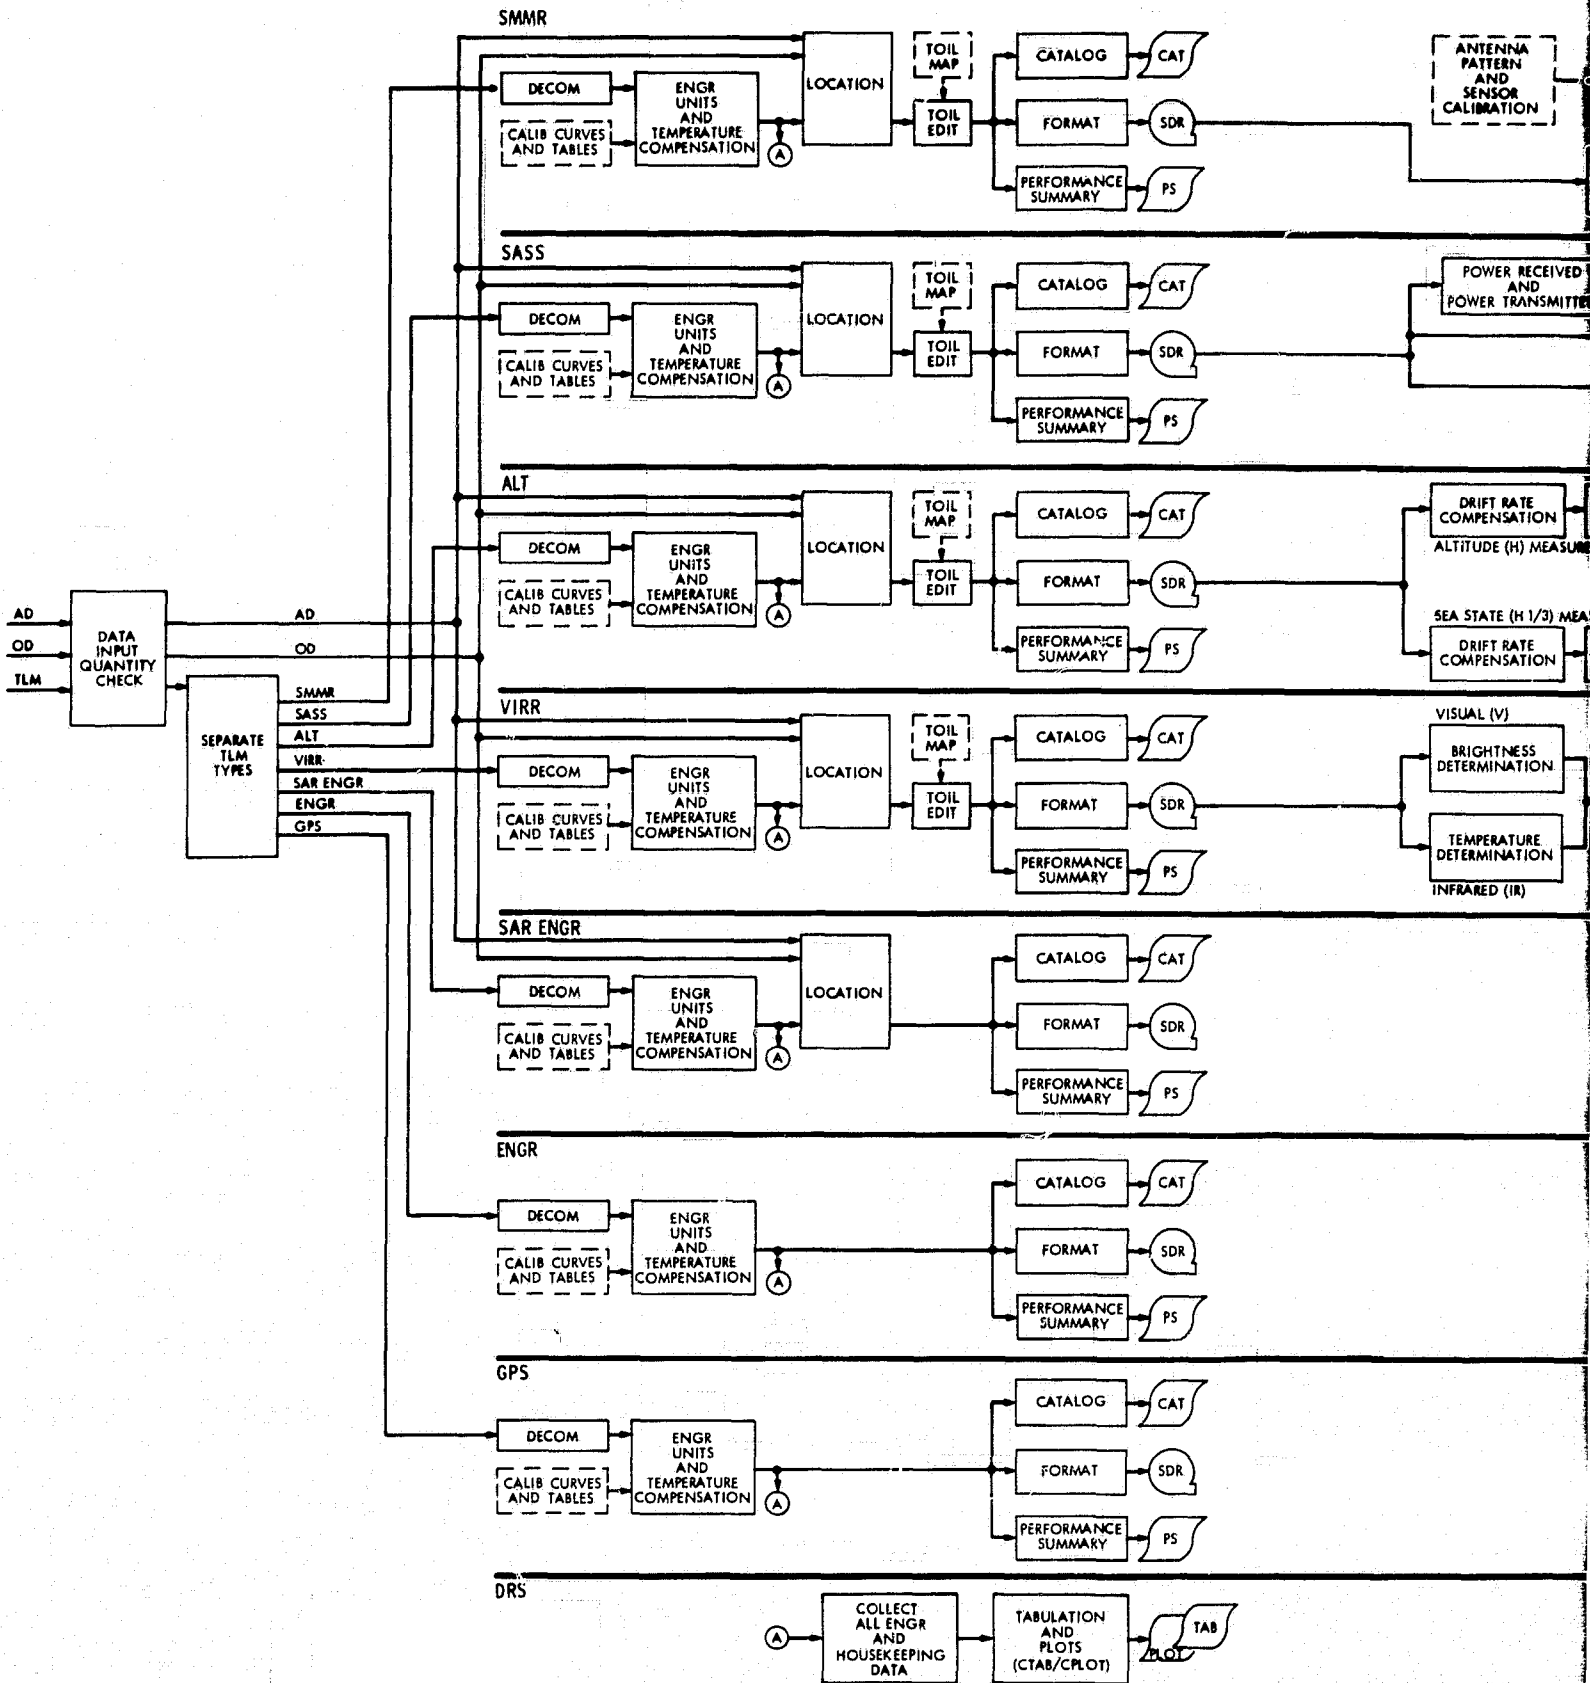 SMMR
DECOM
CALIB CURVES
AND TABLES
ENGR
UNITS
AND
TEMPERATURE
COMPENSATION
A
LOCATION
TOIL
MAP
TOIL
EDIT
CATALOG
CAT
FORMAT
SDR
PERFORMANCE
SUMMARY
PS
ANTENNA
PATTERN
AND
SENSOR
CALIBRATION
SASS
DECOM
CALIB CURVES
AND TABLES
ENGR
UNITS
AND
TEMPERATURE
COMPENSATION
A
LOCATION
TOIL
MAP
TOIL
EDIT
CATALOG
CAT
FORMAT
SDR
PERFORMANCE
SUMMARY
PS
POWER RECEIVED
AND
POWER TRANSMITTE
ALT
DECOM
CALIB CURVES
AND TABLES
ENGR
UNITS
AND
TEMPERATURE
COMPENSATION
A
LOCATION
TOIL
MAP
TOIL
EDIT
CATALOG
CAT
FORMAT
SDR
PERFORMANCE
SUMMARY
PS
DRIFT RATE
COMPENSATION
ALTITUDE (H) MEASURE
SEA STATE (H 1/3) MEA
DRIFT RATE
COMPENSATION
AD
OD
TLM
DATA
INPUT
QUANTITY
CHECK
AD
OD
SEPARATE
TLM
TYPES
SMMR
SASS
ALT
VIRR
SAR ENGR
ENGR
GPS
VIRR
DECOM
CALIB CURVES
AND TABLES
ENGR
UNITS
AND
TEMPERATURE
COMPENSATION
A
LOCATION
TOIL
MAP
TOIL
EDIT
CATALOG
CAT
FORMAT
SDR
PERFORMANCE
SUMMARY
PS
VISUAL (V)
BRIGHTNESS
DETERMINATION
TEMPERATURE
DETERMINATION
INFRARED (IR)
SAR ENGR
DECOM
CALIB CURVES
AND TABLES
ENGR
UNITS
AND
TEMPERATURE
COMPENSATION
A
LOCATION
CATALOG
CAT
FORMAT
SDR
PERFORMANCE
SUMMARY
PS
ENGR
DECOM
CALIB CURVES
AND TABLES
ENGR
UNITS
AND
TEMPERATURE
COMPENSATION
A
CATALOG
CAT
FORMAT
SDR
PERFORMANCE
SUMMARY
PS
GPS
DECOM
CALIB CURVES
AND TABLES
ENGR
UNITS
AND
TEMPERATURE
COMPENSATION
A
CATALOG
CAT
FORMAT
SDR
PERFORMANCE
SUMMARY
PS
DRS
A
COLLECT
ALL ENGR
AND
HOUSEKEEPING
DATA
TABULATION
AND
PLOTS
(CTAB/CPLOT)
PLOT
TAB